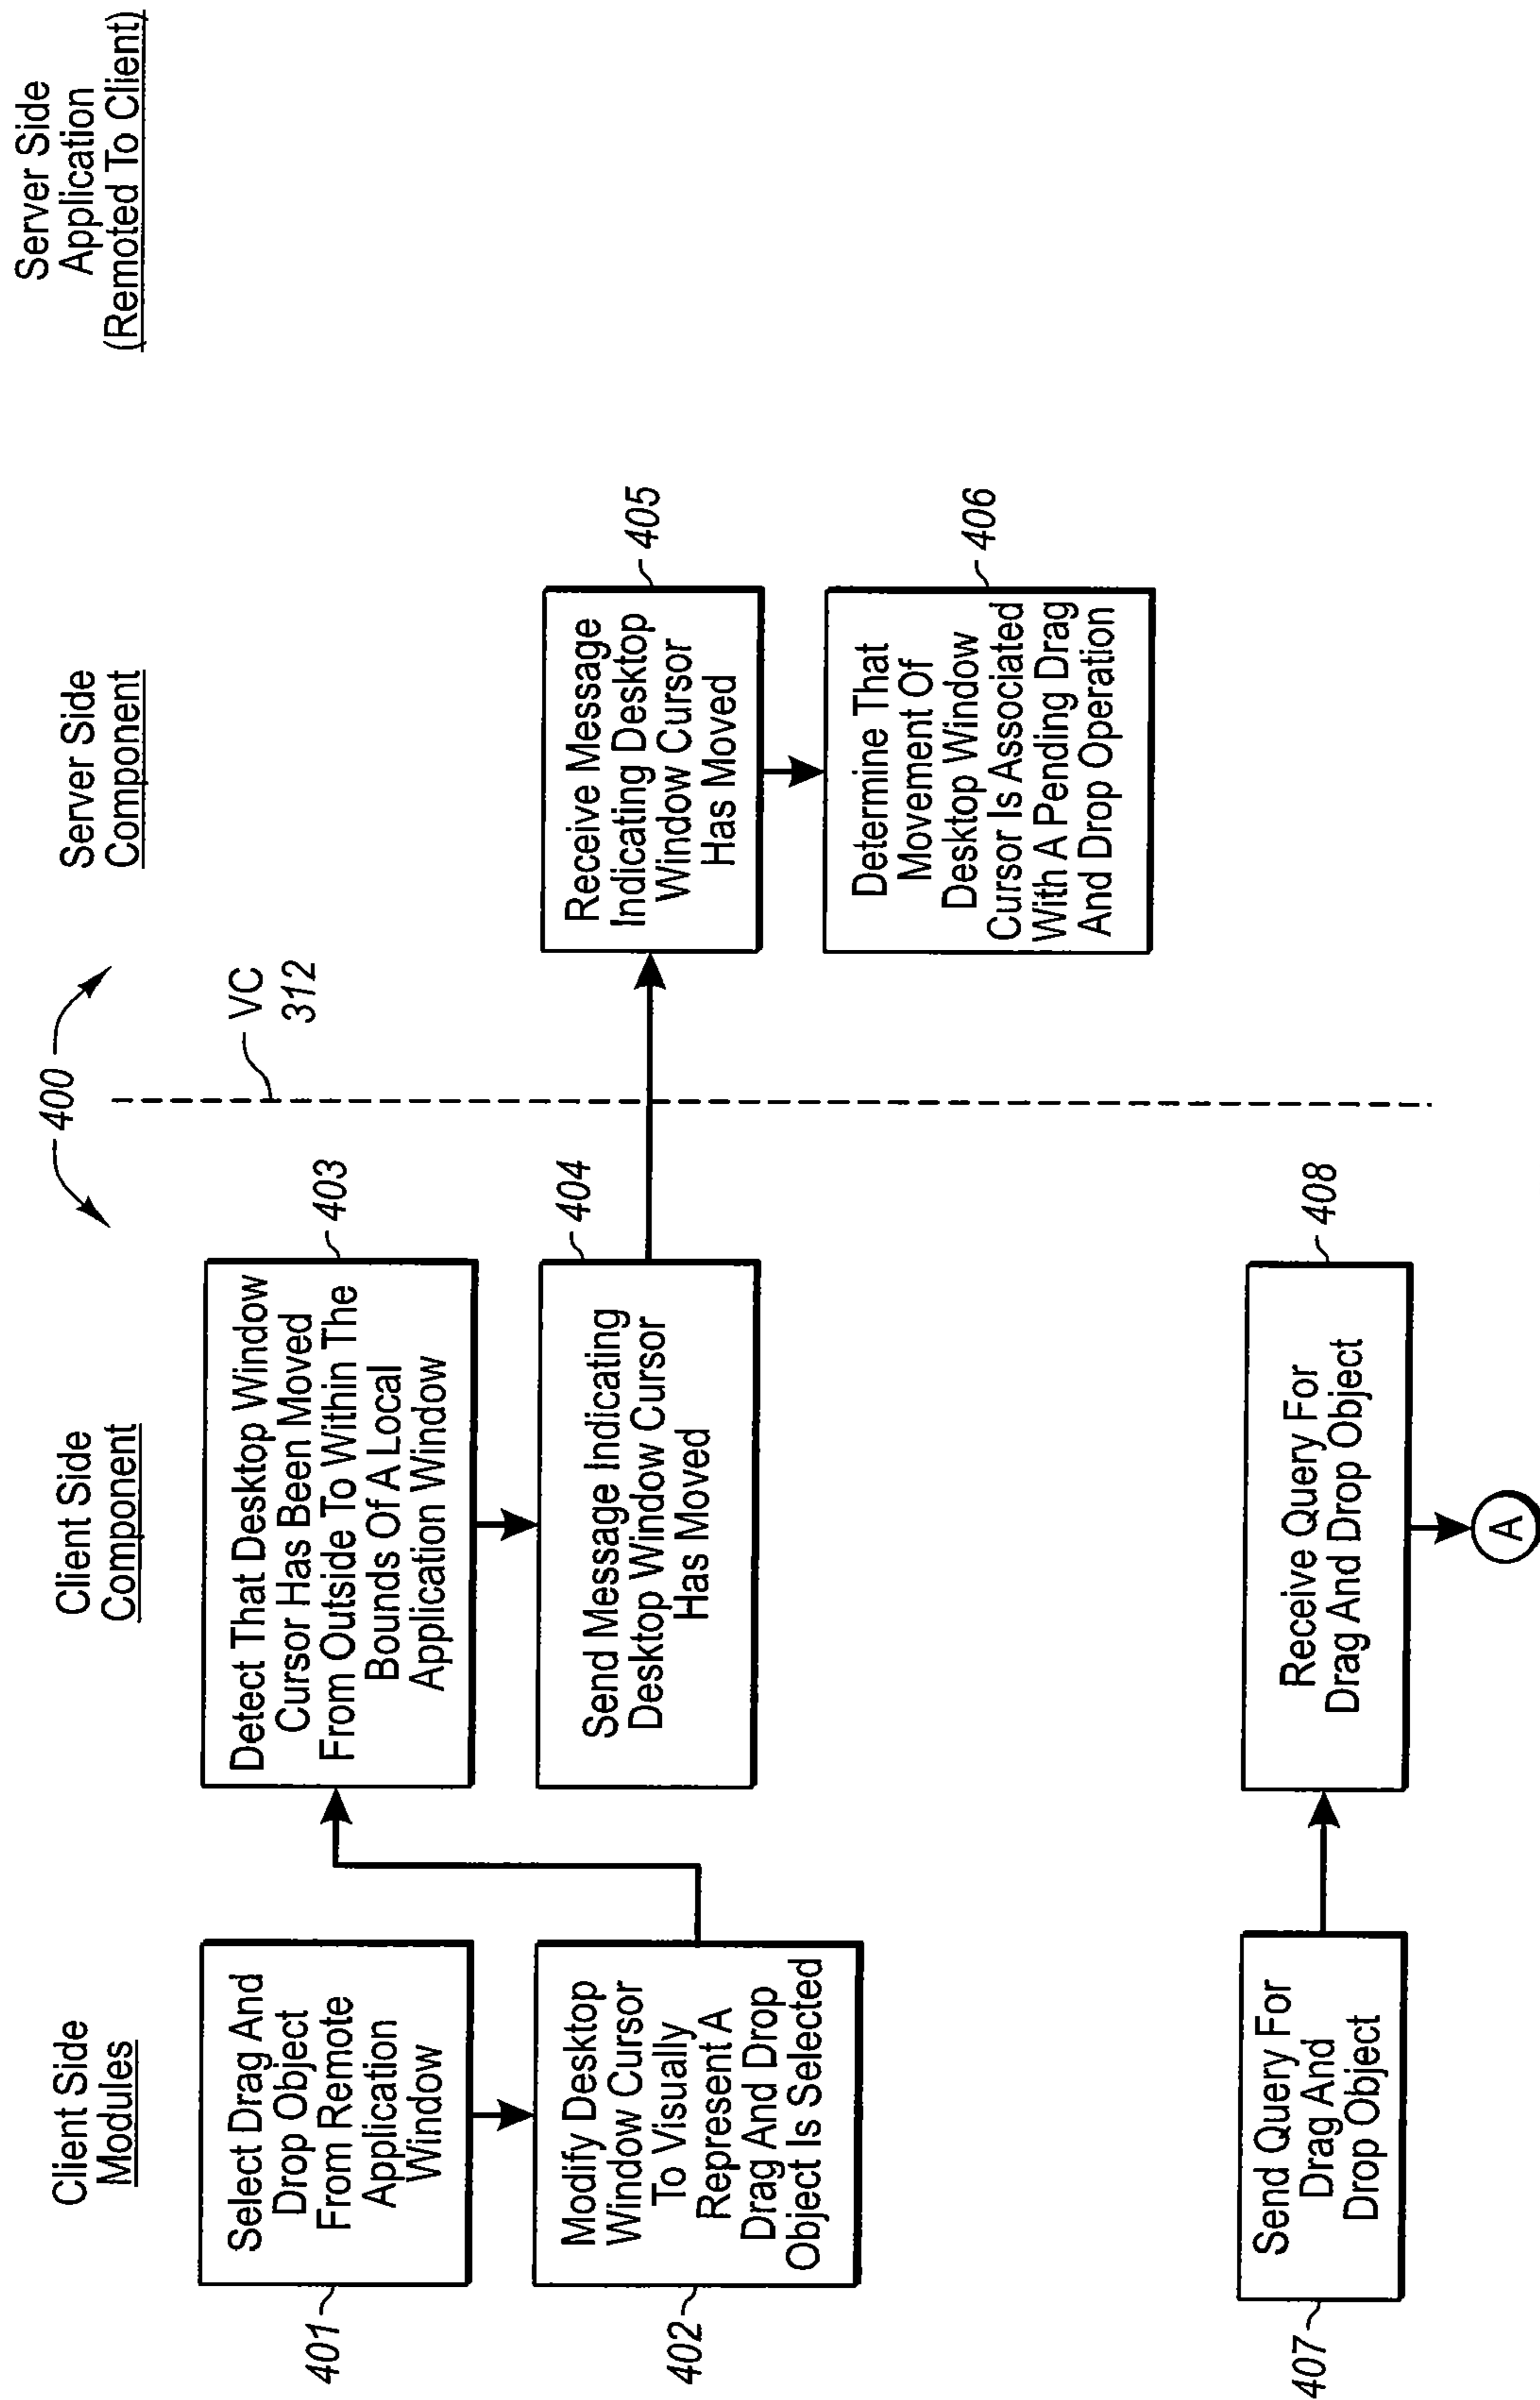 400
Client Side
Modules
Client Side
Component
Server Side
Component
Server Side
Application
(Remoted To Client)
VC
312
401
Select Drag And
Drop Object
From Remote
Application
Window
402
Modify Desktop
Window Cursor
To Visually
Represent A
Drag And Drop
Object Is Selected
403
Detect That Desktop Window
Cursor Has Been Moved
From Outside To Within The
Bounds Of A Local
Application Window
404
Send Message Indicating
Desktop Window Cursor
Has Moved
405
Receive Message
Indicating Desktop
Window Cursor
Has Moved
406
Determine That
Movement Of
Desktop Window
Cursor Is Associated
With A Pending Drag
And Drop Operation
407
Send Query For
Drag And
Drop Object
408
Receive Query For
Drag And Drop Object
A